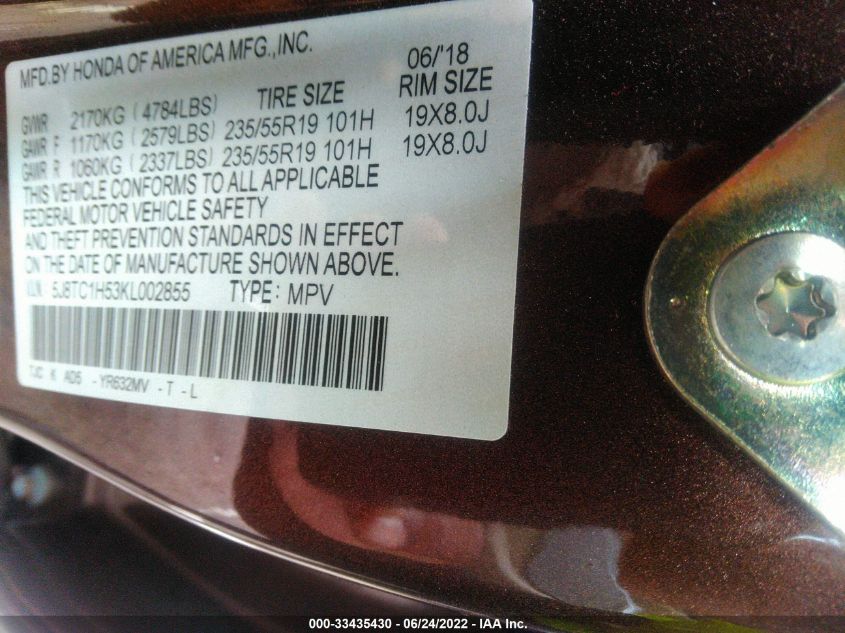 MFD.BY HONDA OF AMERICA MFG.,INC. 06/'18
TIRE SIZE RIM SIZE
GVWR 2170KG ( 4784LBS)
GAWR F 1170KG ( 2579LBS) 235/55R19 101H 19X8.0J
GAWR R 1060KG ( 2337LBS) 235/55R19 101H 19X8.0J
THIS VEHICLE CONFORMS TO ALL APPLICABLE
FEDERAL MOTOR VEHICLE SAFETY
AND THEFT PREVENTION STANDARDS IN EFFECT
ON THE DATE OF MANUFACTURE SHOWN ABOVE.
V.I.N.: 5J8TC1H53KL002855 TYPE: MPV
TJC K AD5 -YR632MV -T -L
000-33435430 - 06/24/2022 - IAA Inc.